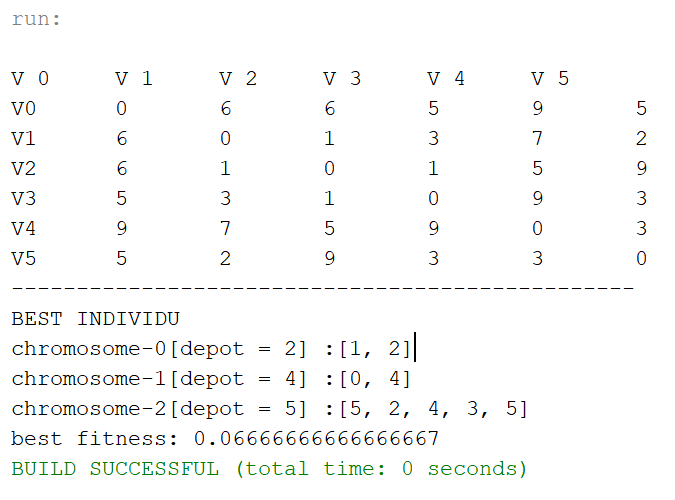 run:
V 0 V 1 V 2 V 3 V 4 V 5
V0 0 6 6 5 9 5
V1 6 0 1 3 7 2
V2 6 1 0 1 5 9
V3 5 3 1 0 9 3
V4 9 7 5 9 0 3
V5 5 2 9 3 3 0
------------------------------------------------
BEST INDIVIDU
chromosome-0[depot = 2] :[1, 2]
chromosome-1[depot = 4] :[0, 4]
chromosome-2[depot = 5] :[5, 2, 4, 3, 5]
best fitness: 0.06666666666666667
BUILD SUCCESSFUL (total time: 0 seconds)